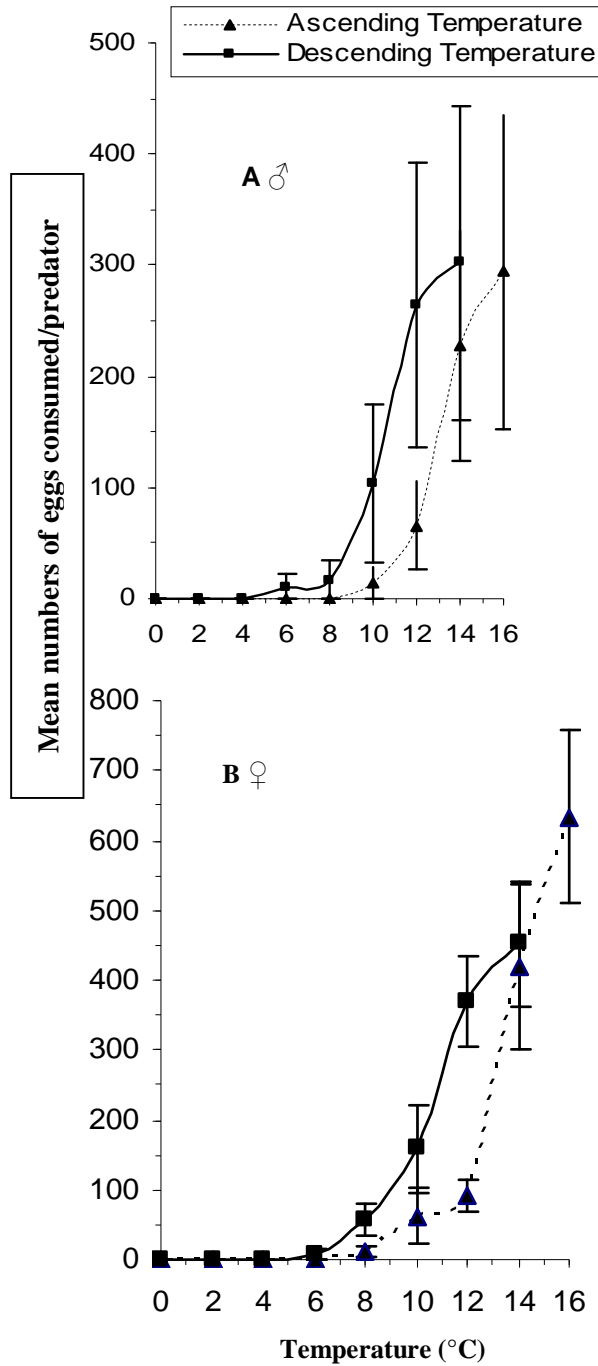 Ascending Temperature
Descending Temperature
Mean numbers of eggs consumed/predator
500
400
300
200
100
0
A ♂
0 2 4 6 8 10 12 14 16
800
700
600
500
400
300
200
100
0
B ♀
0 2 4 6 8 10 12 14 16
Temperature (°C)